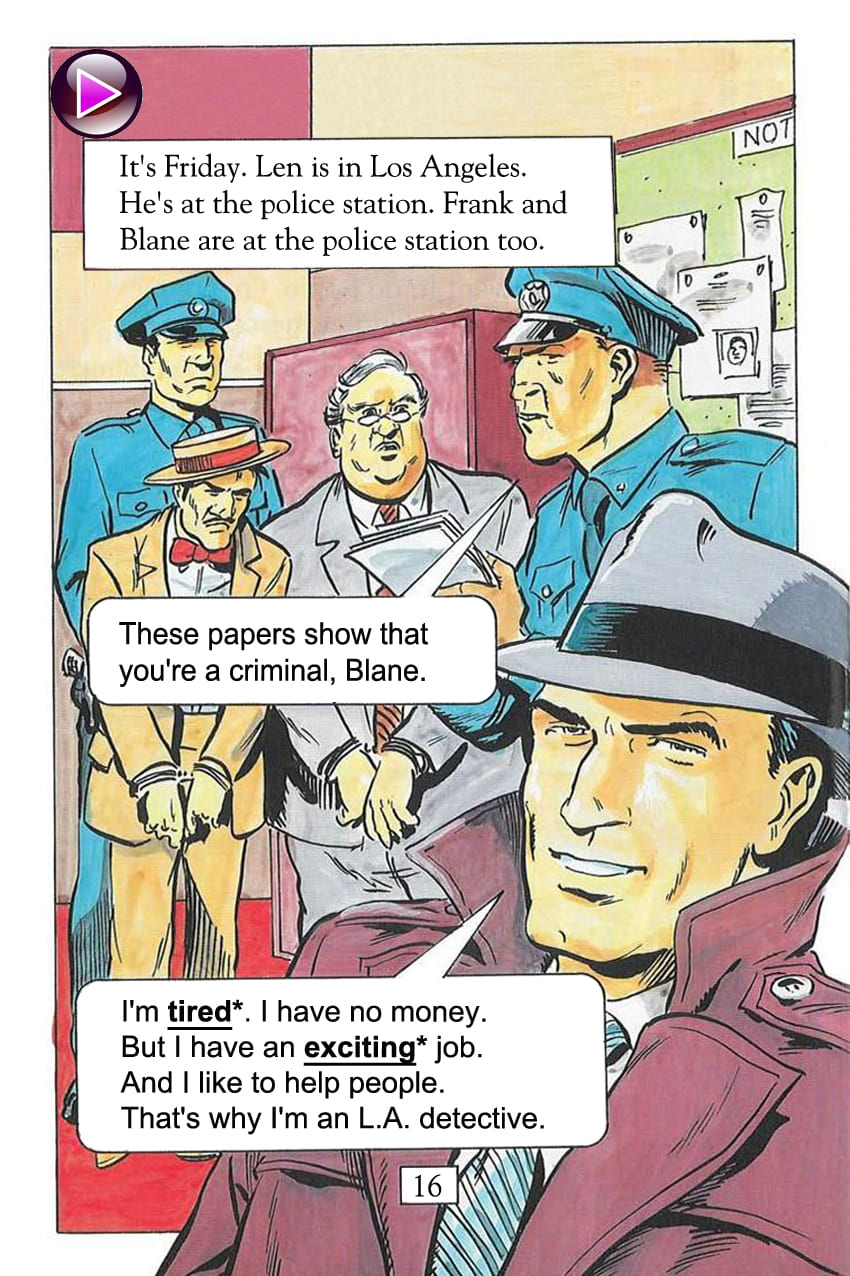 NOT
It's Friday. Len is in Los Angeles.
He's at the police station. Frank and
Blane are at the police station too.
These papers show that
you're a criminal, Blane.
I'm tired*. I have no money.
But I have an exciting* job.
And I like to help people.
That's why I'm an L.A. detective.
16